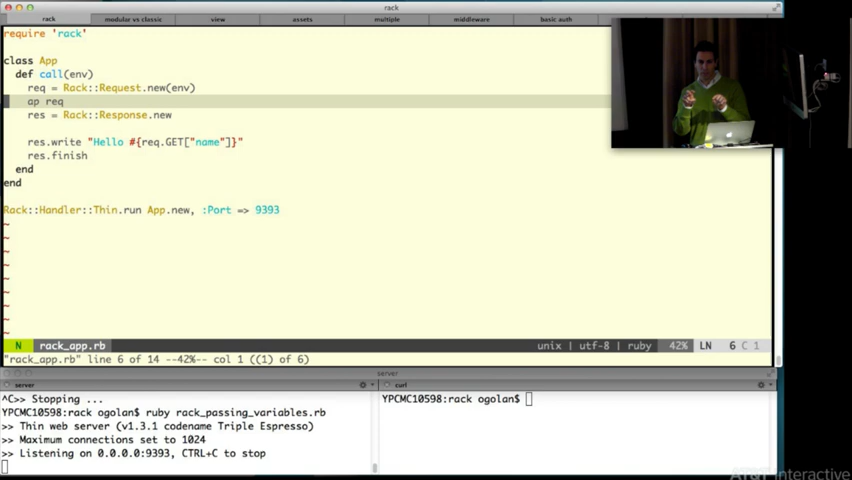 rack
rack
modular vs classic
view
assets
multiple
middleware
basic auth
require 'rack'
class App
def call(env)
req = Rack::Request.new(env)
ap req
res = Rack::Response.new
res.write "Hello #{req.GET["name"]}"
res.finish
end
end
Rack::Handler::Thin.run App.new, :Port => 9393
~
~
~
~
~
~
~
~
~
N rack_app.rb unix | utf-8 | ruby 42% LN 6 C 1
"rack_app.rb" line 6 of 14 --42%-- col 1 ((1) of 6)
server
server
curl
^C>> Stopping ...
YPCMC10598:rack ogolan$ ruby rack_passing_variables.rb
>> Thin web server (v1.3.1 codename Triple Espresso)
>> Maximum connections set to 1024
>> Listening on 0.0.0.0:9393, CTRL+C to stop
YPCMC10598:rack ogolan$
AT&T Interactive